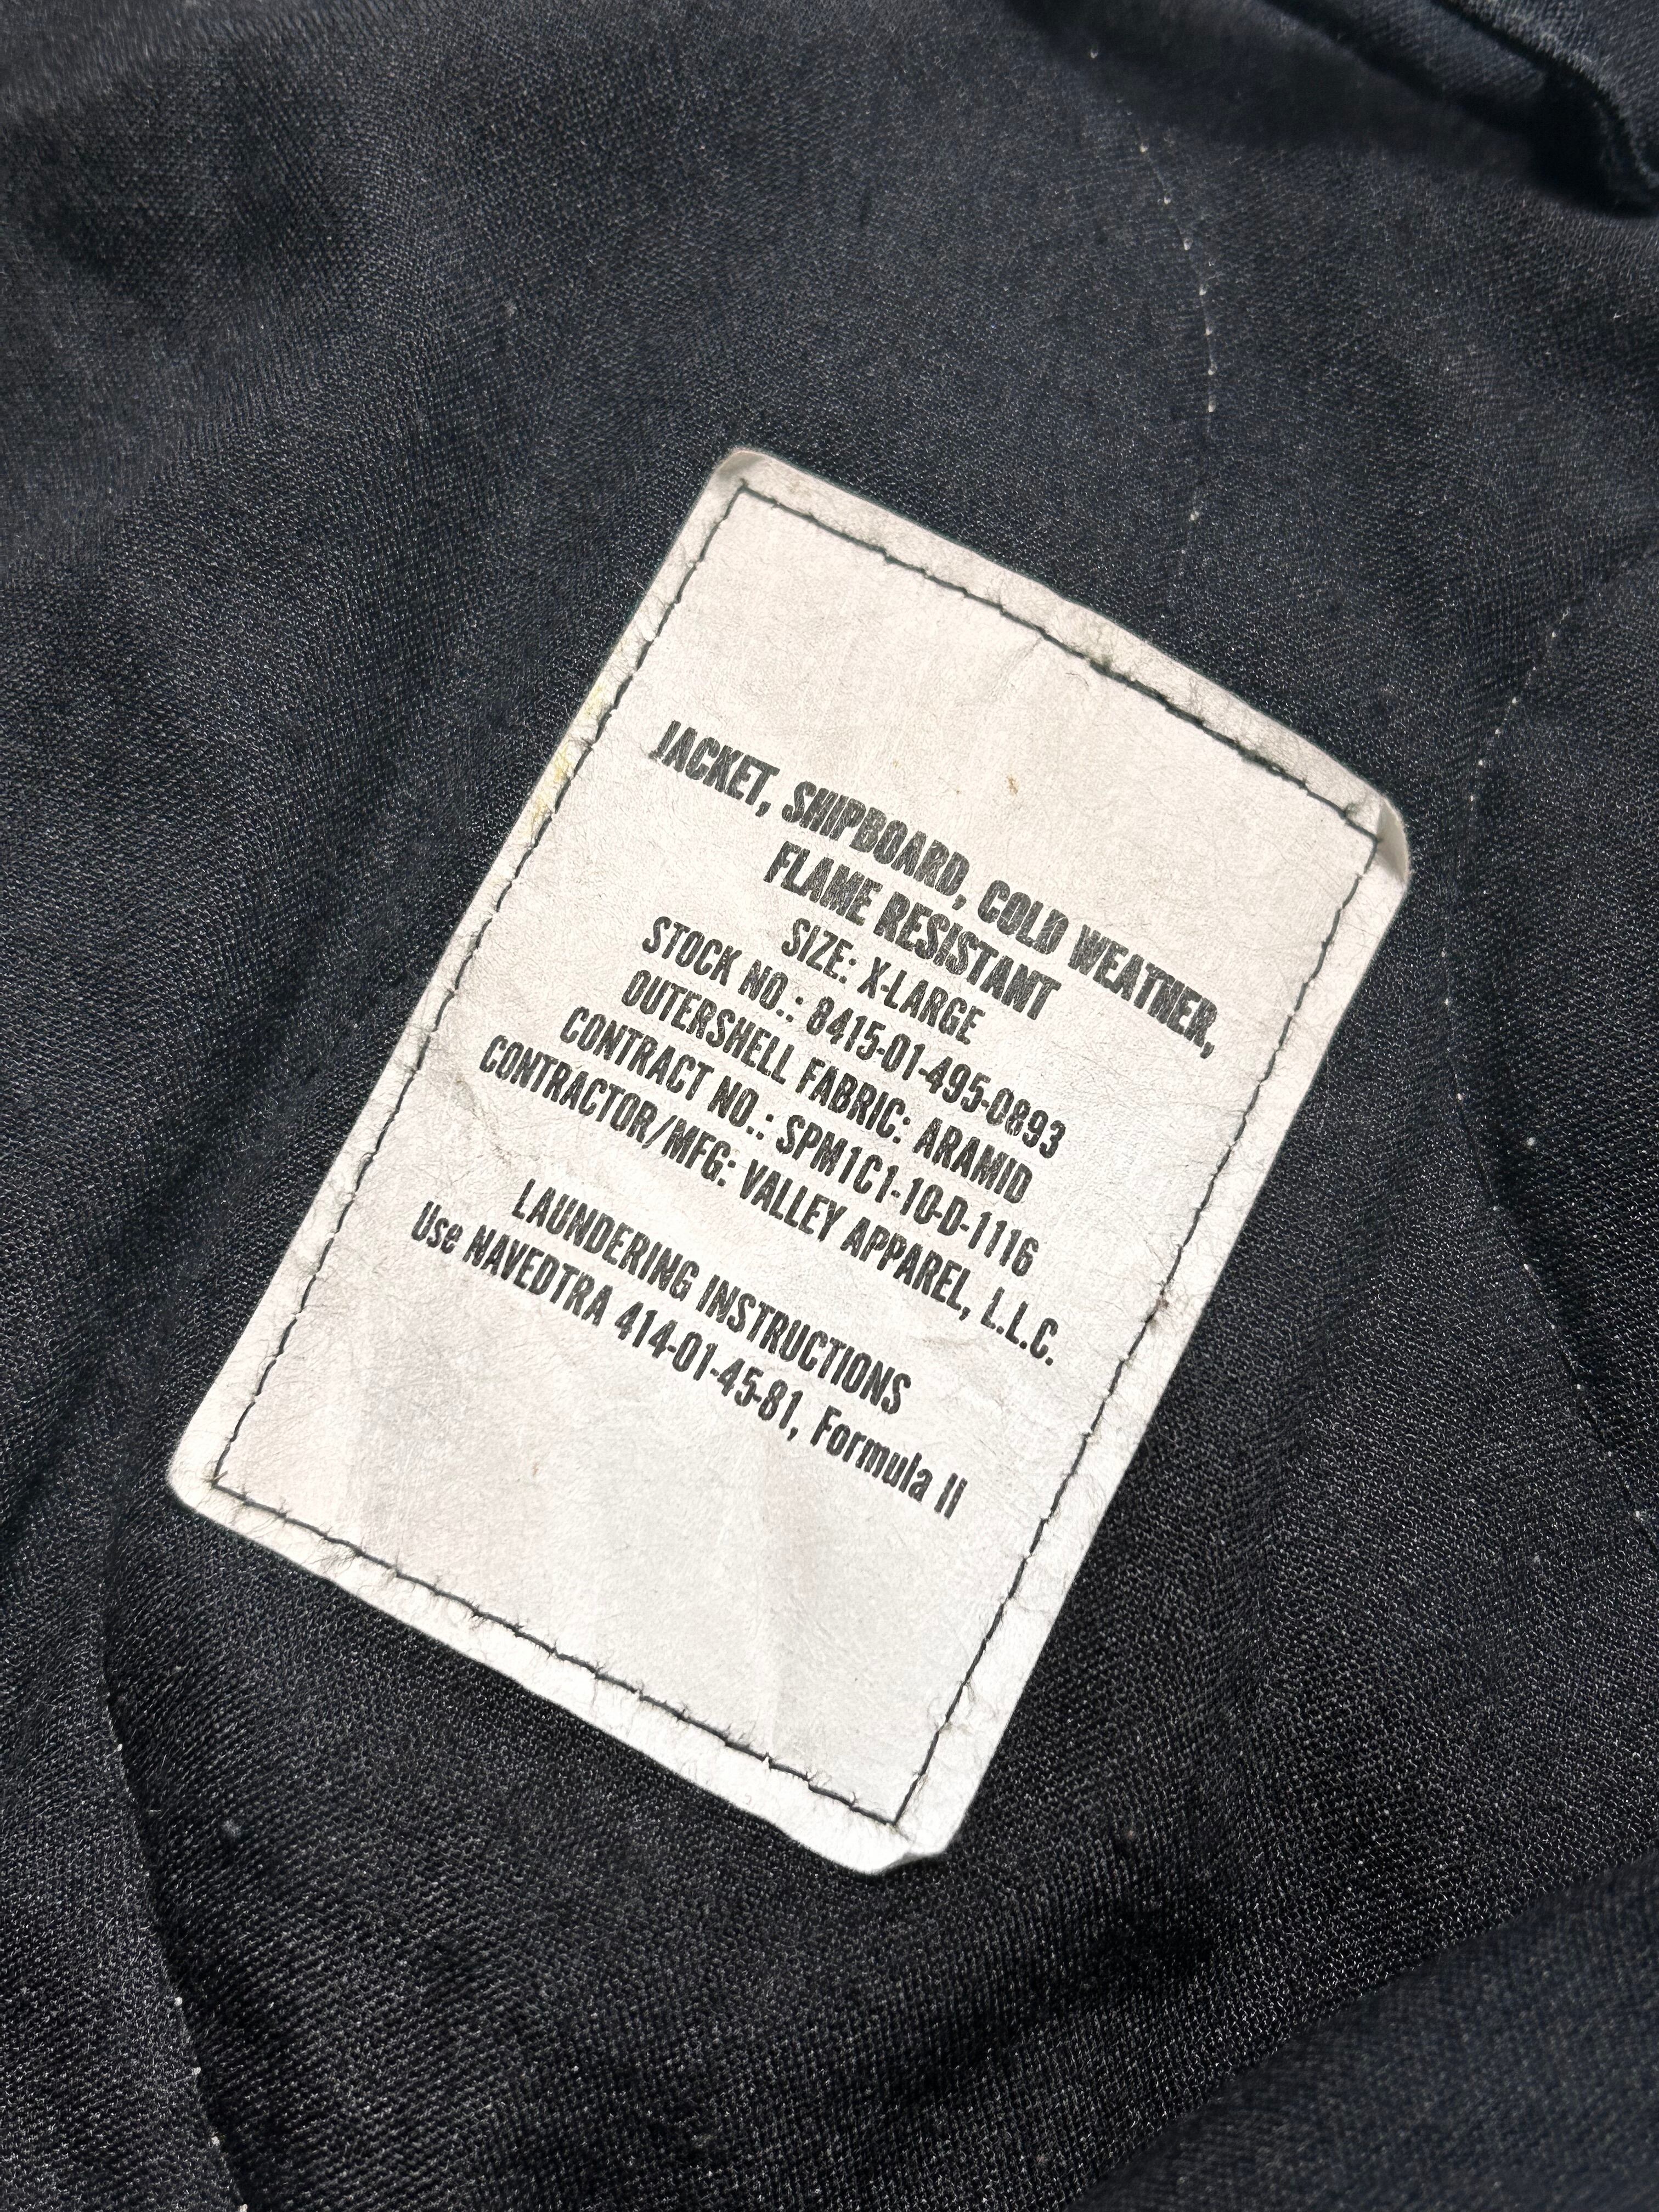 JACKET, SHIPBOARD, COLD WEATHER,
FLAME RESISTANT
SIZE: X-LARGE
STOCK NO.: 8415-01-495-0893
OUTERSHELL FABRIC: ARAMID
CONTRACT NO.: SPM1C1-10-D-1116
CONTRACTOR/MFG: VALLEY APPAREL, L.L.C.
LAUNDERING INSTRUCTIONS
Use NAVEDTRA 414-01-45-81, Formula II